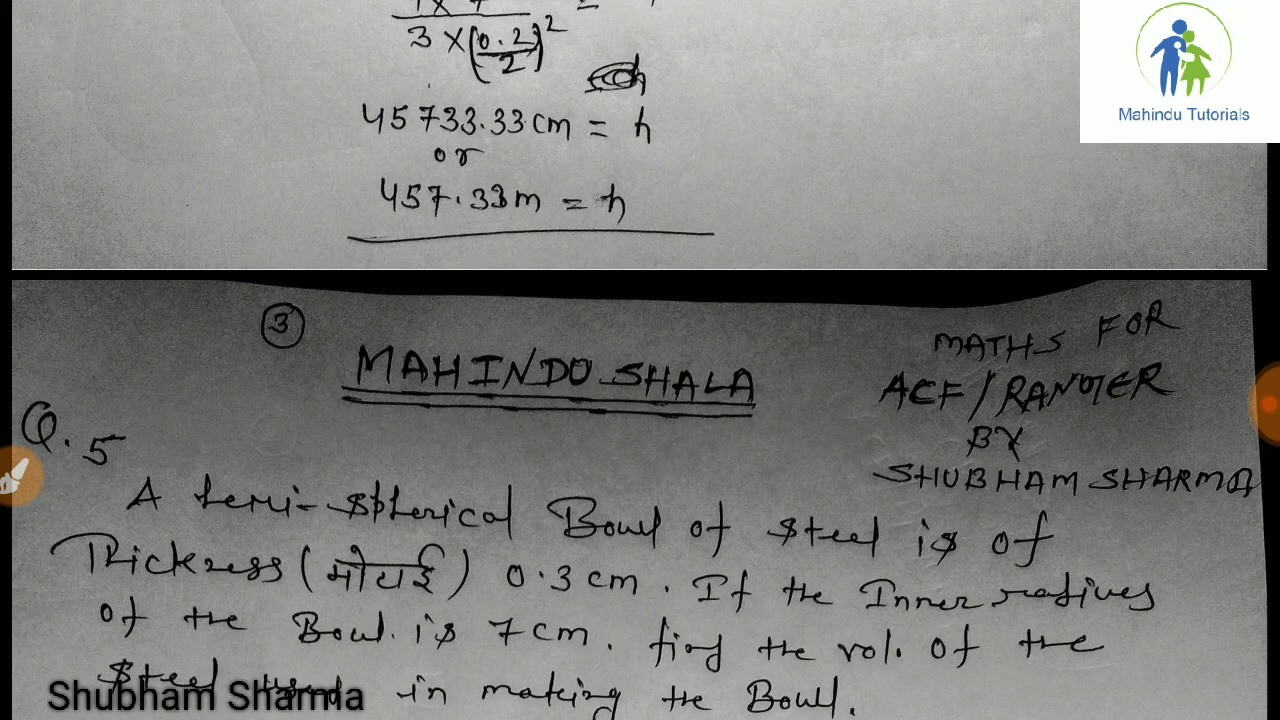 3 × (0.2/2)²
45733.33 cm = h
or
457.33m = h
Mahindu Tutorials
3
MAHINDO SHALA
MATHS FOR
ACF/RANGER
BY
SHUBHAM SHARMA
Q.5
A hemi-spherical Bowl of steel is of
Thickness (मोटाई) 0.3 cm. If the Inner radius
of the Bowl. is 7 cm. find the vol. of the
Steel used in making the Bowl.
Shubham Sharma